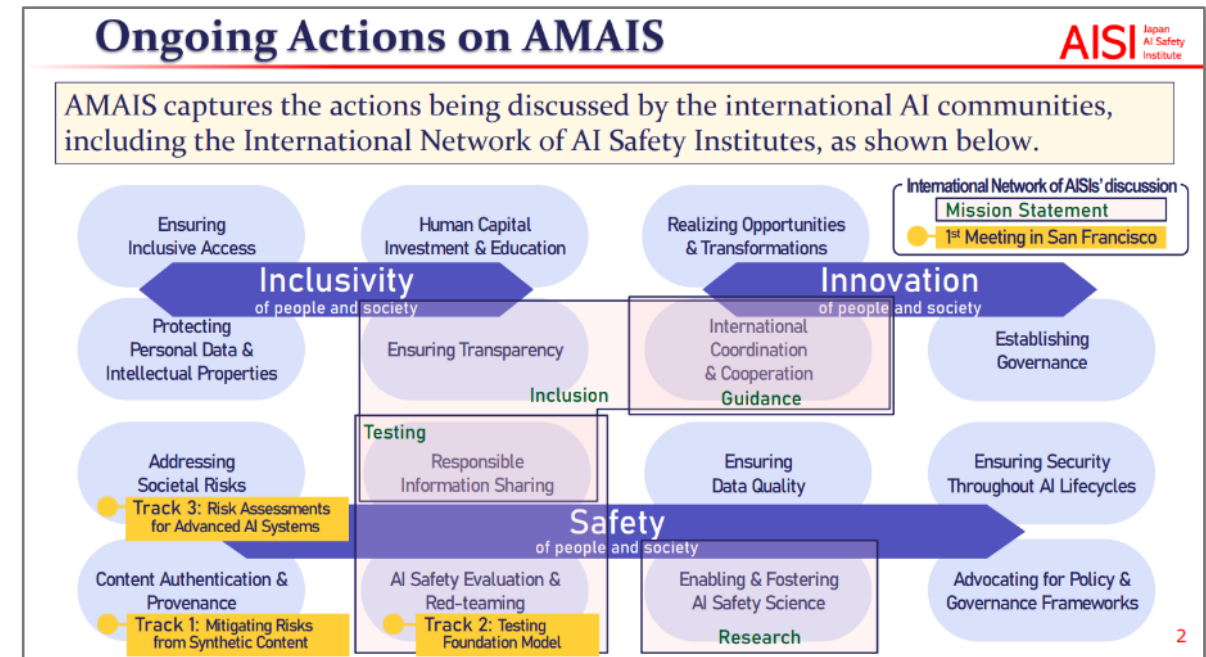 Ongoing Actions on AMAIS
AISI
Japan
AI Safety
Institute
AMAIS captures the actions being discussed by the international AI communities,
including the International Network of AI Safety Institutes, as shown below.
International Network of AISIs' discussion
Mission Statement
1st Meeting in San Francisco
Ensuring
Inclusive Access
Human Capital
Investment & Education
Realizing Opportunities
& Transformations
Inclusivity
of people and society
Innovation
of people and society
Protecting
Personal Data &
Intellectual Properties
Ensuring Transparency
International
Coordination
& Cooperation
Establishing
Governance
Inclusion
Guidance
Testing
Addressing
Societal Risks
Responsible
Information Sharing
Ensuring
Data Quality
Ensuring Security
Throughout AI Lifecycles
Track 3: Risk Assessments
for Advanced AI Systems
Safety
of people and society
Content Authentication &
Provenance
AI Safety Evaluation &
Red-teaming
Enabling & Fostering
AI Safety Science
Advocating for Policy &
Governance Frameworks
Track 1: Mitigating Risks
from Synthetic Content
Track 2: Testing
Foundation Model
Research
2